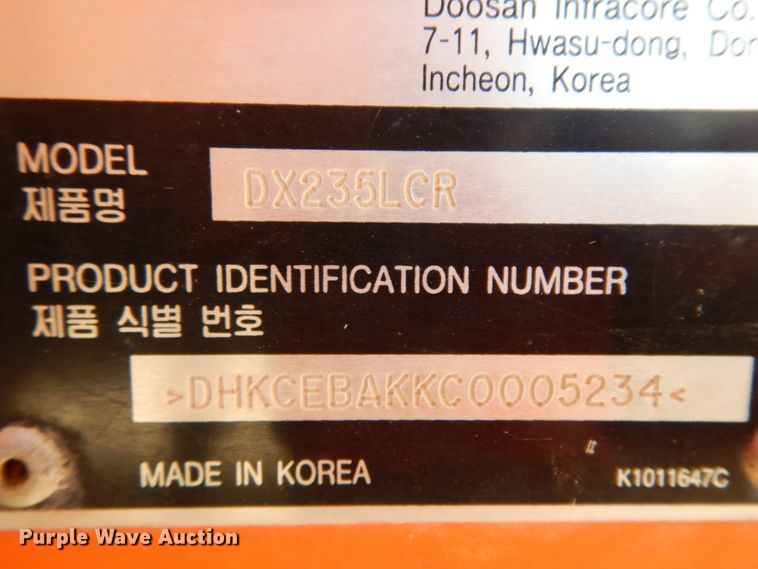 Doosan Infracore Co.
7-11, Hwasu-dong,
Incheon, Korea
MODEL
제품명
DX235LCR
PRODUCT IDENTIFICATION NUMBER
제품 식별 번호
>DHKCEBAKKC0005234<
MADE IN KOREA
K1011647C
Purple Wave Auction